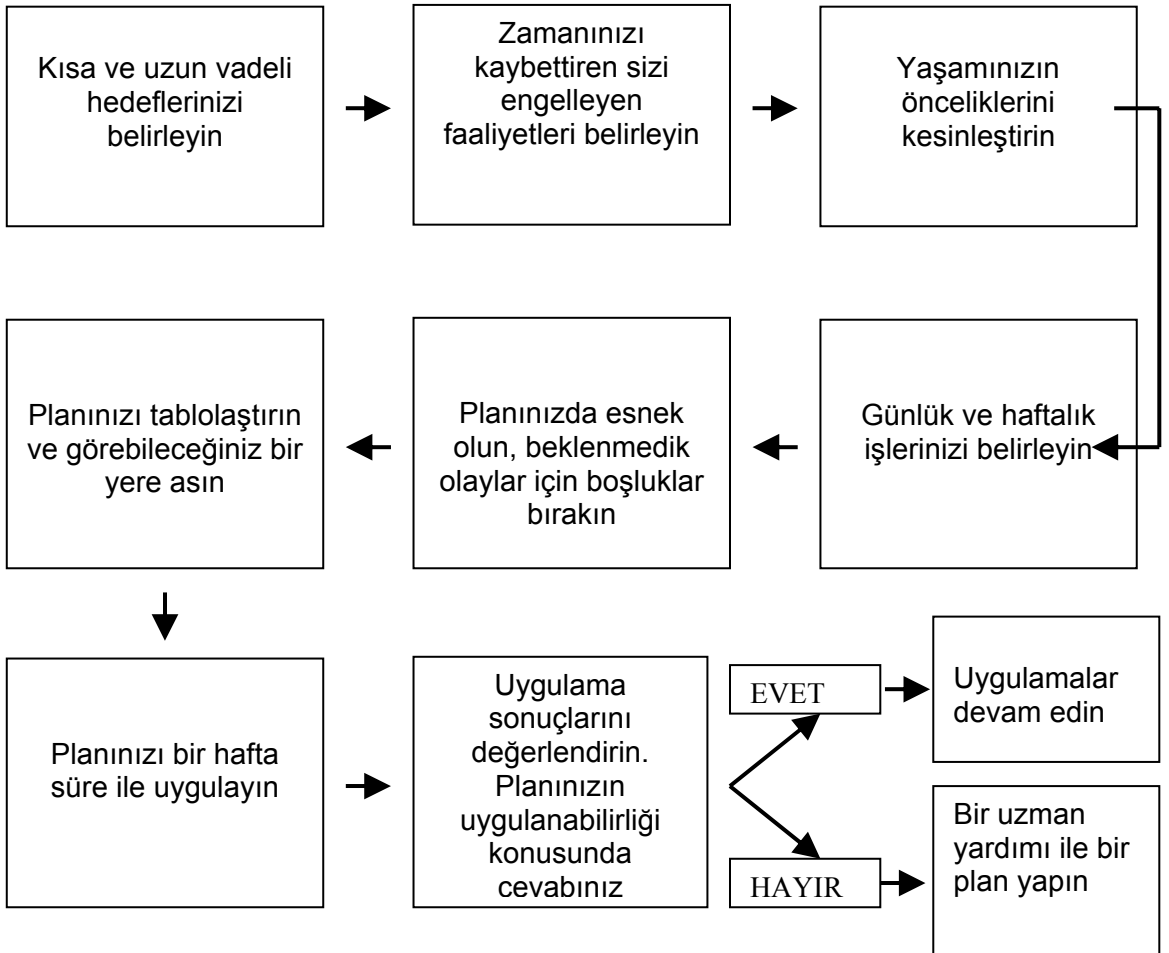 Kısa ve uzun vadeli
hedeflerinizi
belirleyin
Zamanınızı
kaybettiren sizi
engelleyen
faaliyetleri belirleyin
Yaşamınızın
önceliklerini
kesinleştirin
Günlük ve haftalık
işlerinizi belirleyin
Planınızda esnek
olun, beklenmedik
olaylar için boşluklar
bırakın
Planınızı tablolaştırın
ve görebileceğiniz bir
yere asın
Planınızı bir hafta
süre ile uygulayın
Uygulama
sonuçlarını
değerlendirin.
Planınızın
uygulanabilirliği
konusunda
cevabınız
EVET
Uygulamalar
devam edin
HAYIR
Bir uzman
yardımı ile bir
plan yapın